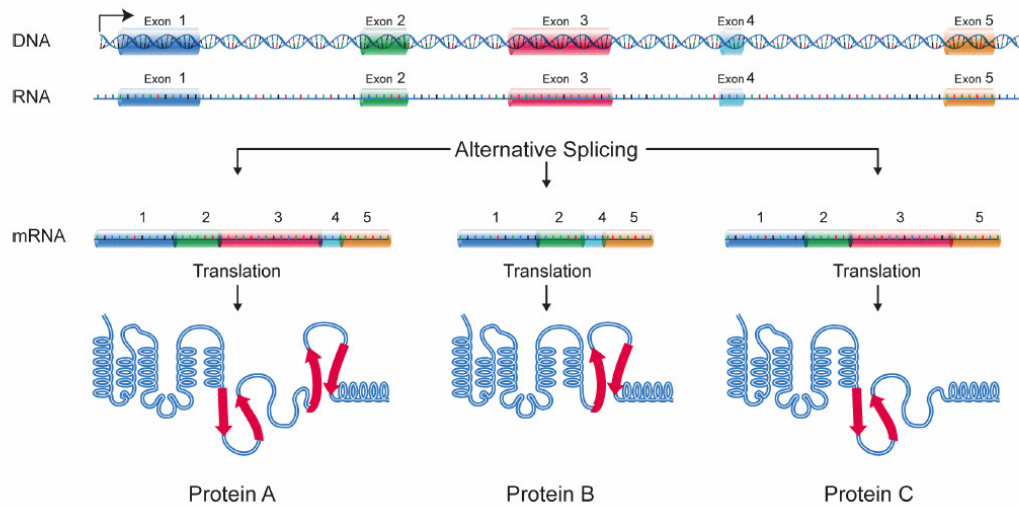 Exon 1 Exon 2 Exon 3 Exon 4 Exon 5
DNA
Exon 1 Exon 2 Exon 3 Exon 4 Exon 5
RNA
Alternative Splicing
1 2 3 4 5 1 2 4 5 1 2 3 5
mRNA
Translation Translation Translation
Protein A Protein B Protein C